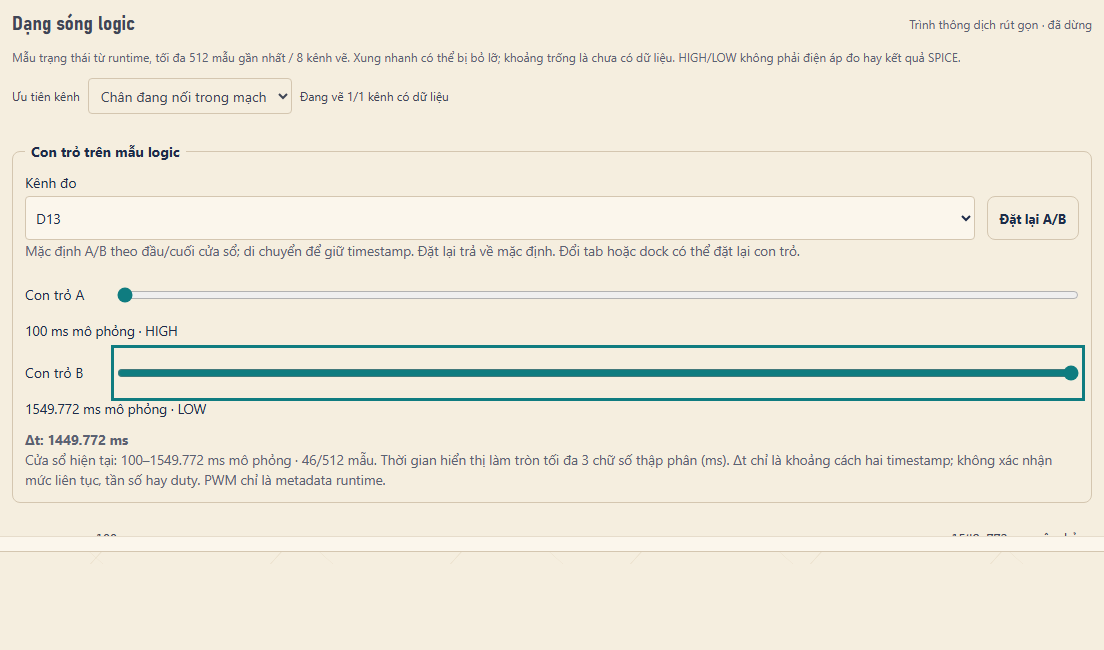 Dạng sóng logic
Trình thông dịch rút gọn · đã dừng
Mẫu trạng thái từ runtime, tối đa 512 mẫu gần nhất / 8 kênh vẽ. Xung nhanh có thể bị bỏ lỡ; khoảng trống là chưa có dữ liệu. HIGH/LOW không phải điện áp đo hay kết quả SPICE.
Ưu tiên kênh
Chân đang nối trong mạch
Đang vẽ 1/1 kênh có dữ liệu
Con trỏ trên mẫu logic
Kênh đo
D13
Đặt lại A/B
Mặc định A/B theo đầu/cuối cửa sổ; di chuyển để giữ timestamp. Đặt lại trả về mặc định. Đổi tab hoặc dock có thể đặt lại con trỏ.
Con trỏ A
100 ms mô phỏng · HIGH
Con trỏ B
1549.772 ms mô phỏng · LOW
Δt: 1449.772 ms
Cửa sổ hiện tại: 100–1549.772 ms mô phỏng · 46/512 mẫu. Thời gian hiển thị làm tròn tối đa 3 chữ số thập phân (ms). Δt chỉ là khoảng cách hai timestamp; không xác nhận
mức liên tục, tần số hay duty. PWM chỉ là metadata runtime.